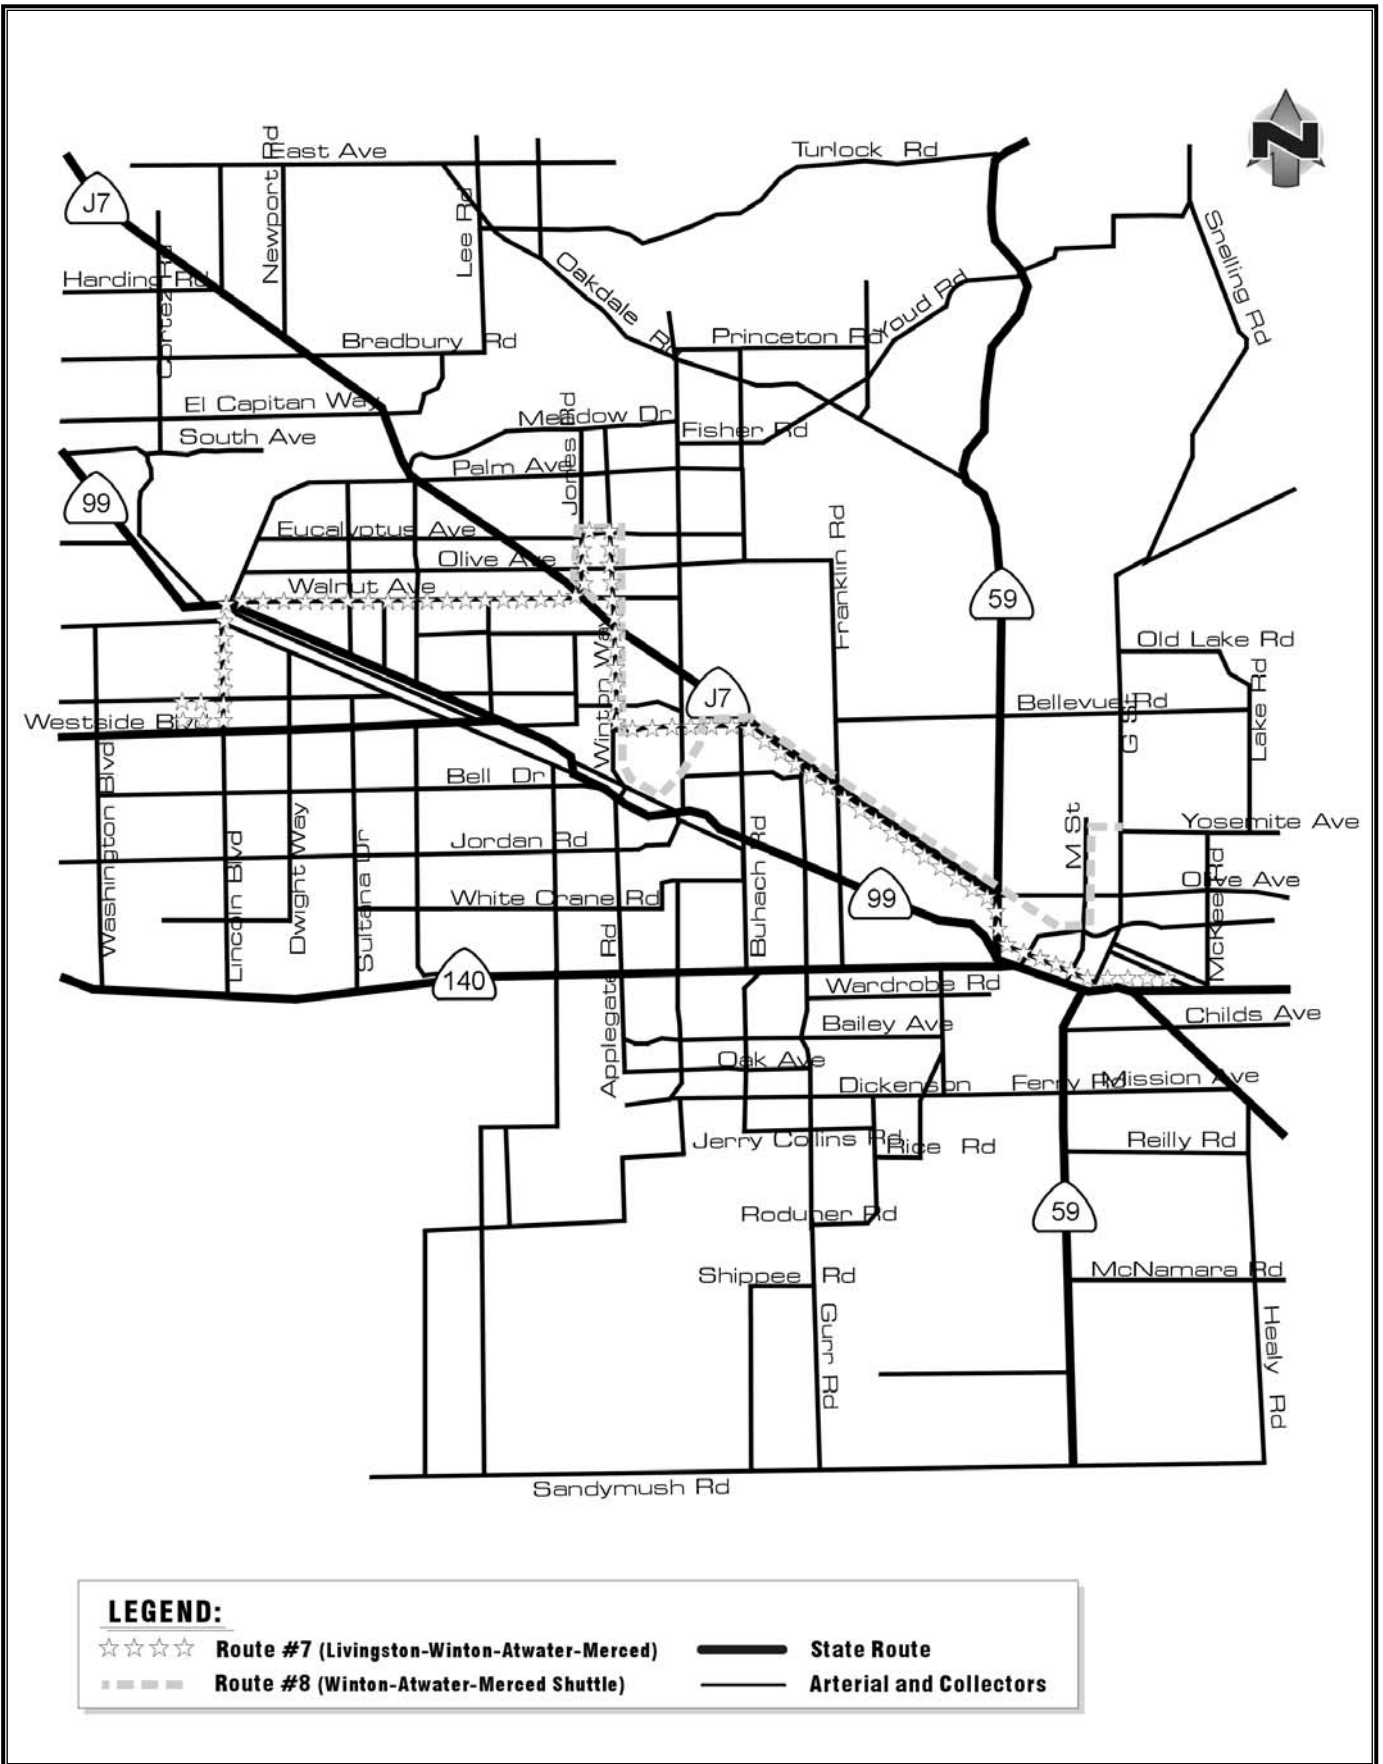 N
East Ave
Turlock Rd
J7
Newport Rd
Lee Rd
Snelling Rd
Harding Rd
Cortez Rd
Oakdale Rd
Youd Rd
Princeton Rd
Bradbury Rd
El Capitan Way
South Ave
Meadow Dr
Fisher Rd
Jones Rd
Palm Ave
99
Eucalyptus Ave
Olive Ave
Walnut Ave
Franklin Rd
59
Old Lake Rd
Lake Rd
Winton Way
J7
Bellevue Rd
G St
Westside Blvd
Washington Blvd
Bell Dr
Jordan Rd
Lincoln Blvd
Dwight Way
Sultana Dr
White Crane Rd
Buhach Rd
M St
Yosemite Ave
Olive Ave
McKee Rd
99
140
Applegate Rd
Wardrobe Rd
Bailey Ave
Childs Ave
Oak Ave
Dickenson Ferry Rd
Mission Ave
Jerry Collins Rd
Rice Rd
Reilly Rd
Roduner Rd
59
Shippee Rd
McNamara Rd
Gurr Rd
Healy Rd
Sandymush Rd
LEGEND:
Route #7 (Livingston-Winton-Atwater-Merced)
State Route
Route #8 (Winton-Atwater-Merced Shuttle)
Arterial and Collectors